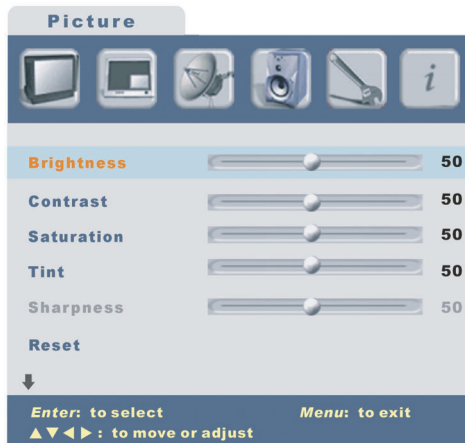 Picture
i
Brightness 50
Contrast 50
Saturation 50
Tint 50
Sharpness 50
Reset
Enter: to select Menu: to exit
▲▼◀▶: to move or adjust